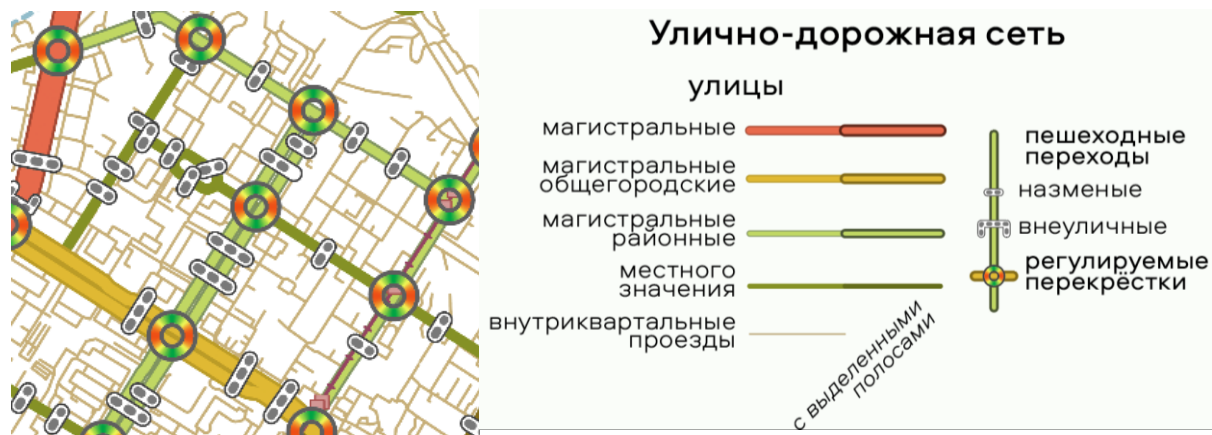 Улично-дорожная сеть
улицы
магистральные
магистральные
общегородские
магистральные
районные
местного
значения
внутриквартальные
проезды
с выделенными
полосами
пешеходные
переходы
назменые
внеуличные
регулируемые
перекрёстки